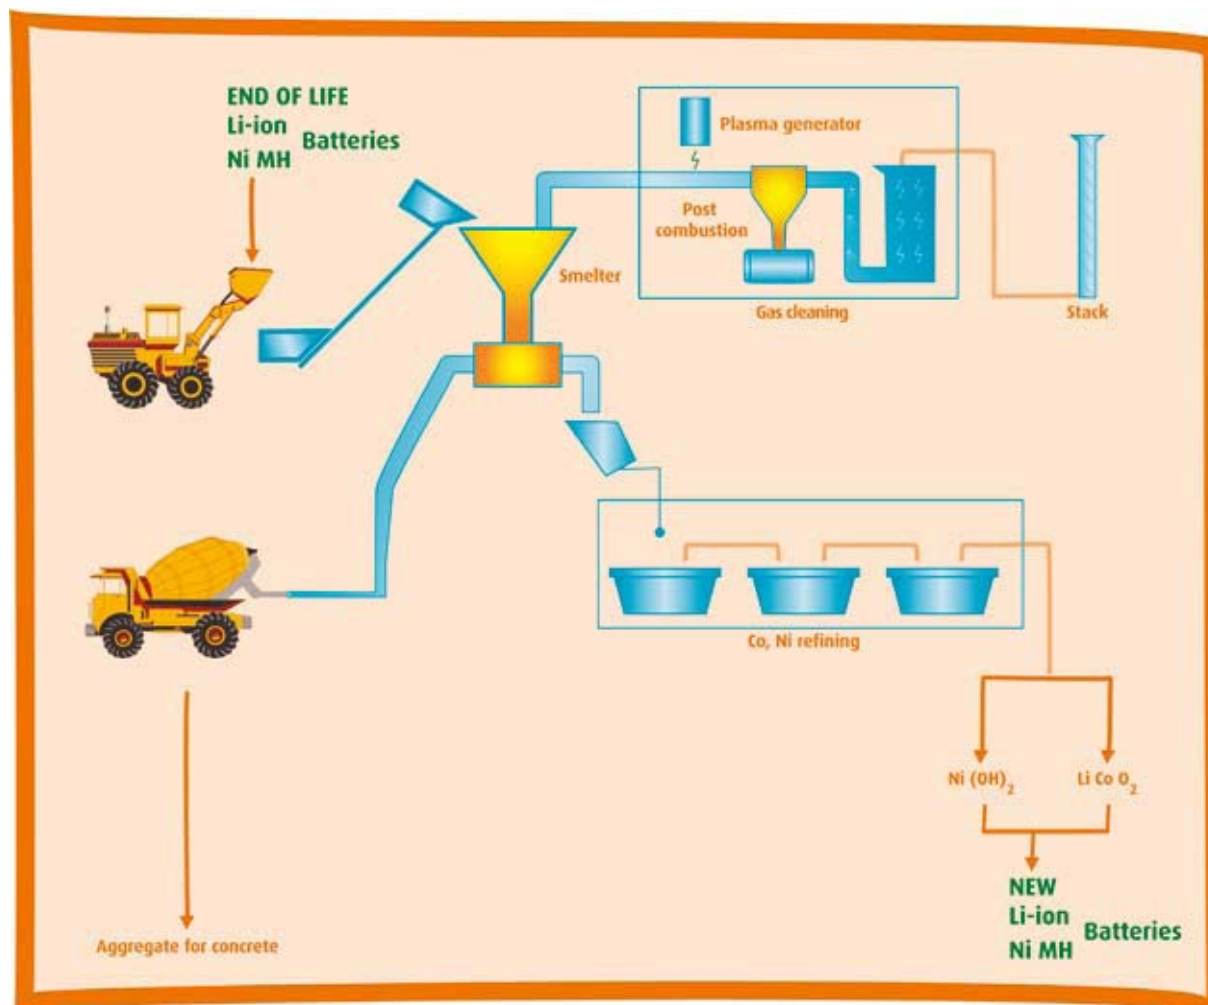 END OF LIFE
Li-ion
Ni MH
Batteries
Plasma generator
Post
combustion
Smelter
Gas cleaning
Stack
Co, Ni refining
Ni (OH)2
Li Co O2
NEW
Li-ion
Ni MH
Batteries
Aggregate for concrete